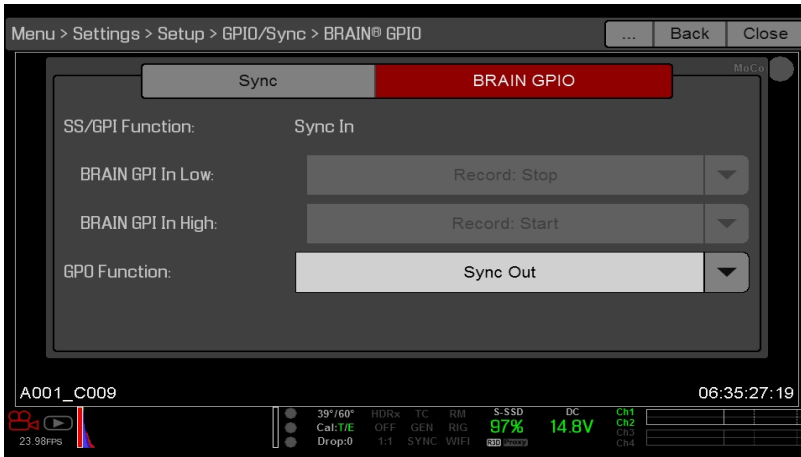 Menu > Settings > Setup > GPIO/Sync > BRAIN® GPIO
... Back Close
MoCo
Sync BRAIN GPIO
SS/GPI Function: Sync In
BRAIN GPI In Low: Record: Stop
BRAIN GPI In High: Record: Start
GPO Function: Sync Out
A001_C009 06:35:27:19
39°/60° HDRx TC RM S-SSD DC Ch1
Cal:T/E OFF GEN RIG 97% 14.8V Ch2
Ch3
23.98FPS Drop:0 1:1 SYNC WIFI R3D Proxy Ch4